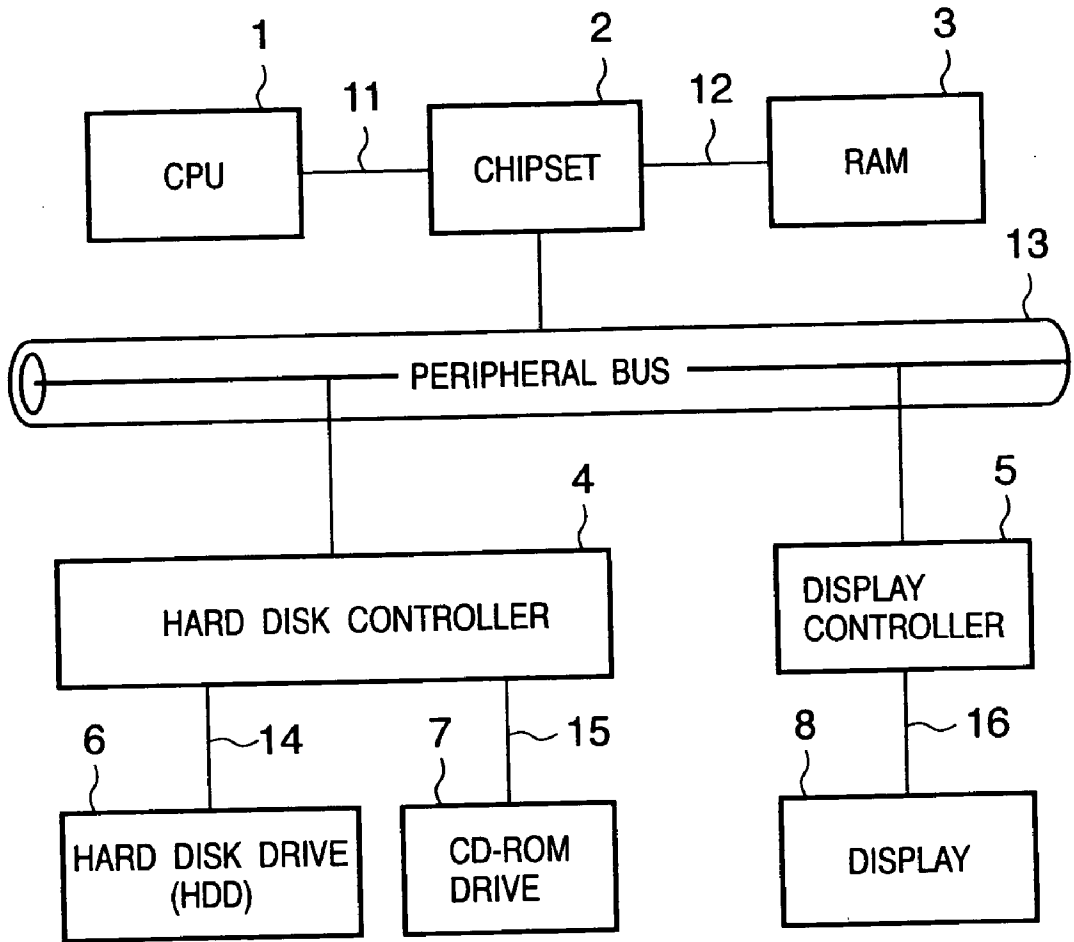 1
2
3
11
12
CPU
CHIPSET
RAM
13
PERIPHERAL BUS
4
5
HARD DISK CONTROLLER
DISPLAY
CONTROLLER
6
14
7
15
8
16
HARD DISK DRIVE
(HDD)
CD-ROM
DRIVE
DISPLAY